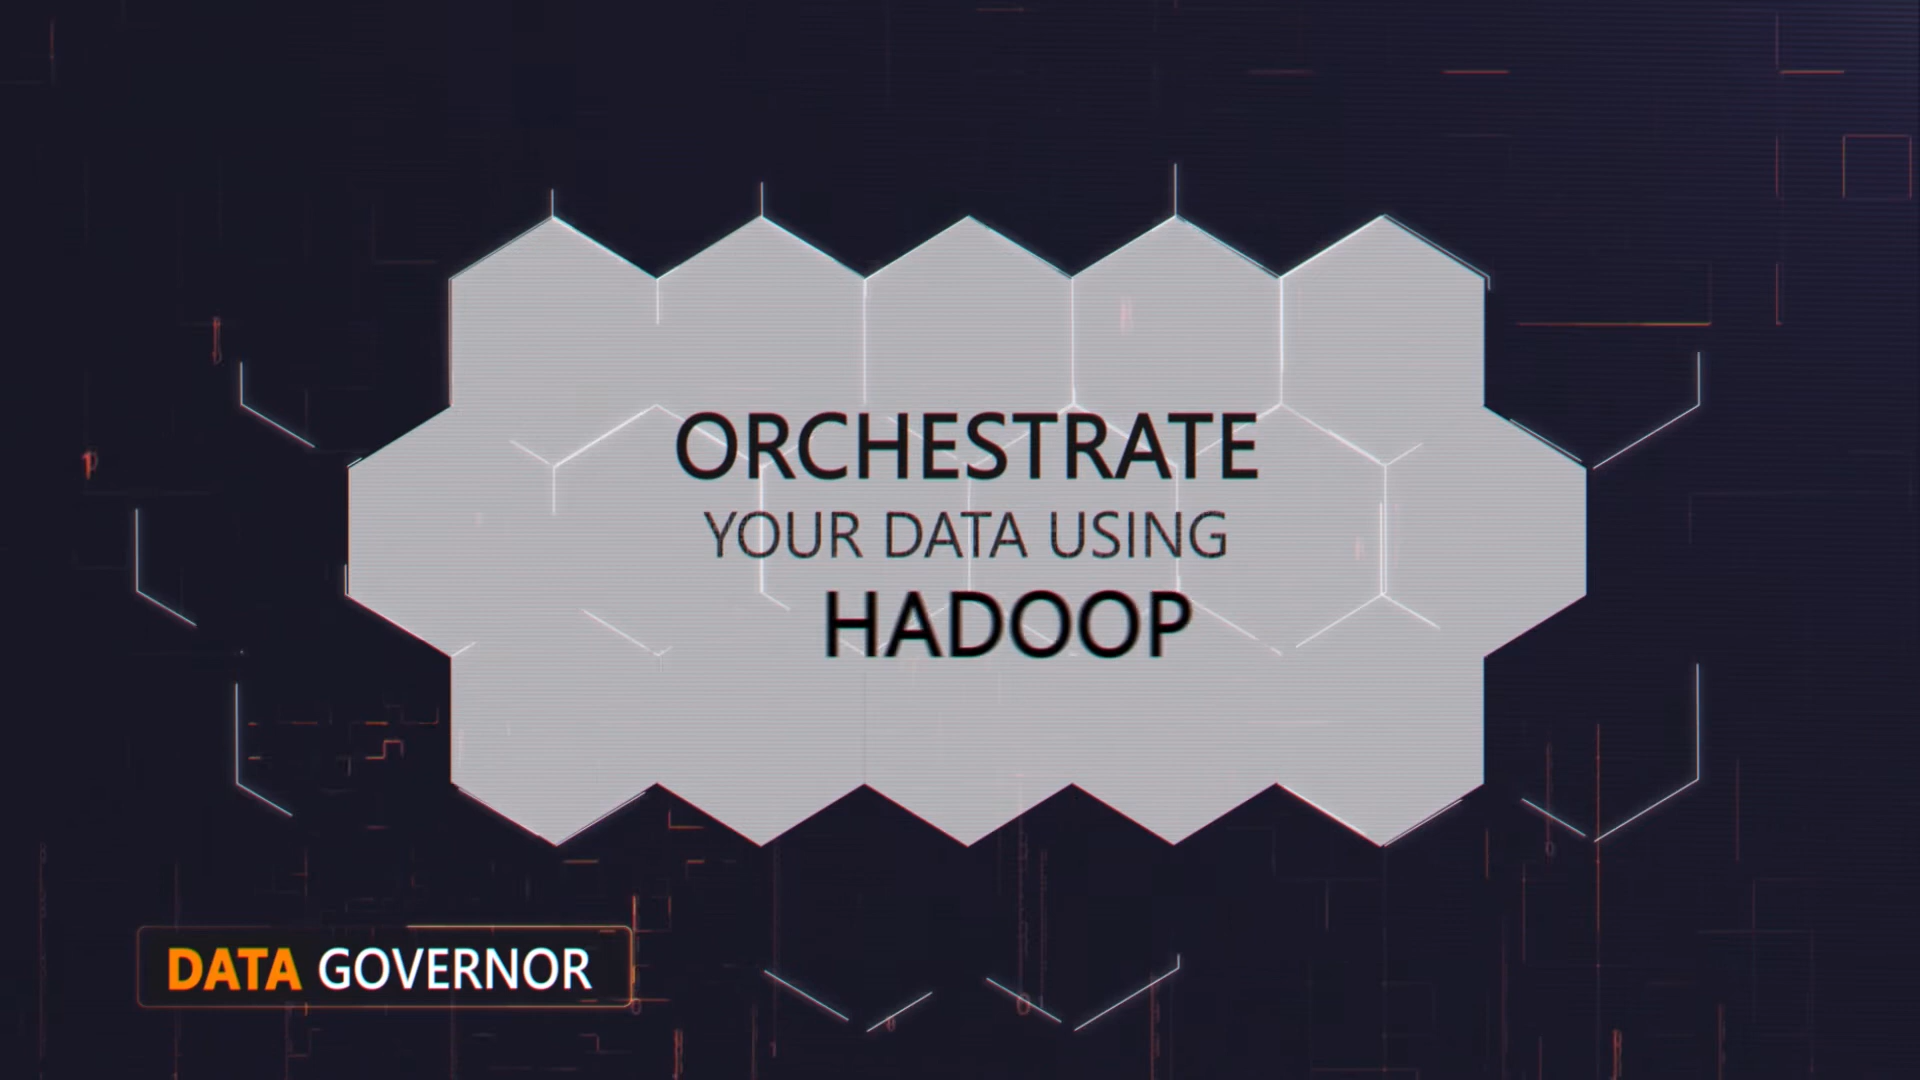 ORCHESTRATE
YOUR DATA USING
HADOOP
DATA GOVERNOR